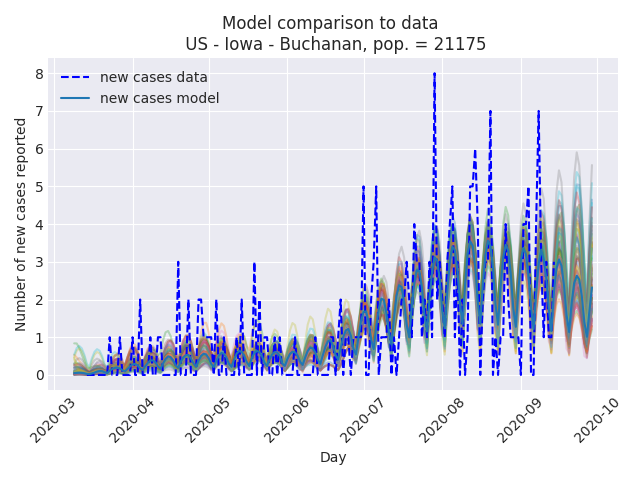 Model comparison to data
US - Iowa - Buchanan, pop. = 21175
8
7
6
5
4
3
2
1
0
Number of new cases reported
new cases data
new cases model
2020-03
2020-04
2020-05
2020-06
2020-07
2020-08
2020-09
2020-10
Day